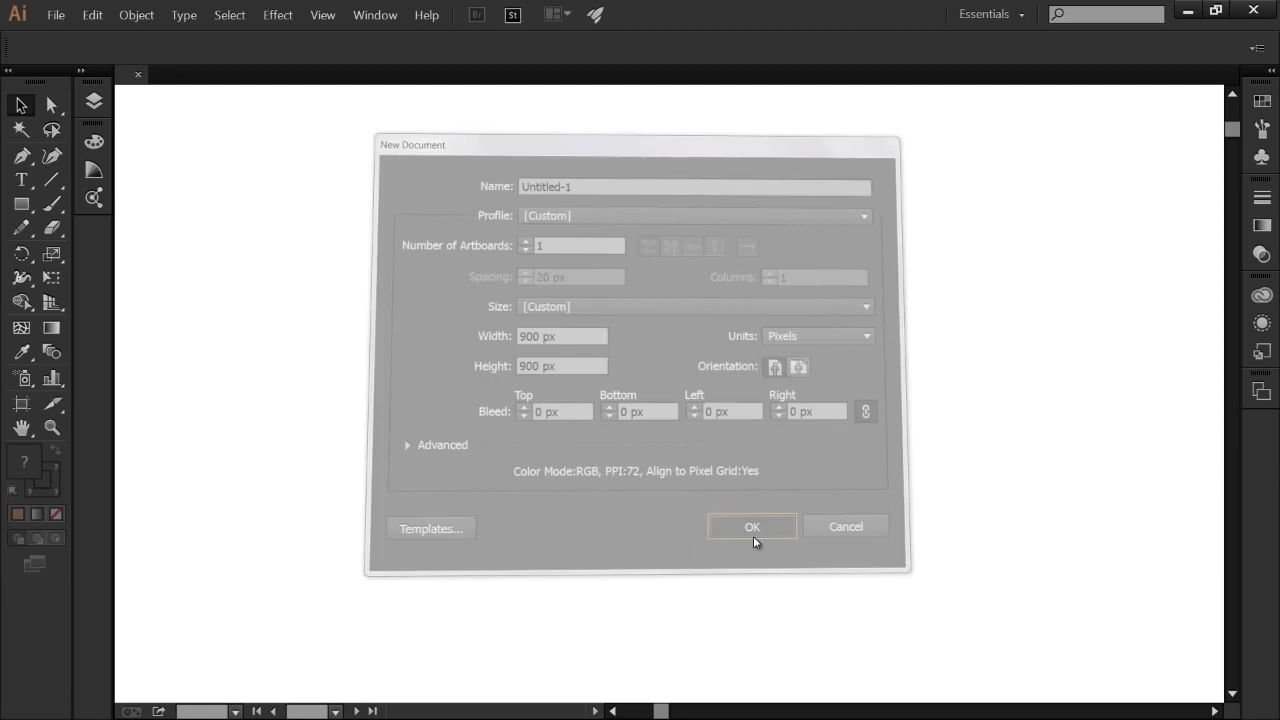 Ai File Edit Object Type Select Effect View Window Help Br St Essentials
New Document
Name: Untitled-1
Profile: [Custom]
Number of Artboards: 1
Spacing: 20 px Columns: 1
Size: [Custom]
Width: 900 px Units: Pixels
Height: 900 px Orientation:
Top Bottom Left Right
Bleed: 0 px 0 px 0 px 0 px
Advanced
Color Mode:RGB, PPI:72, Align to Pixel Grid:Yes
Templates... OK Cancel
T
?